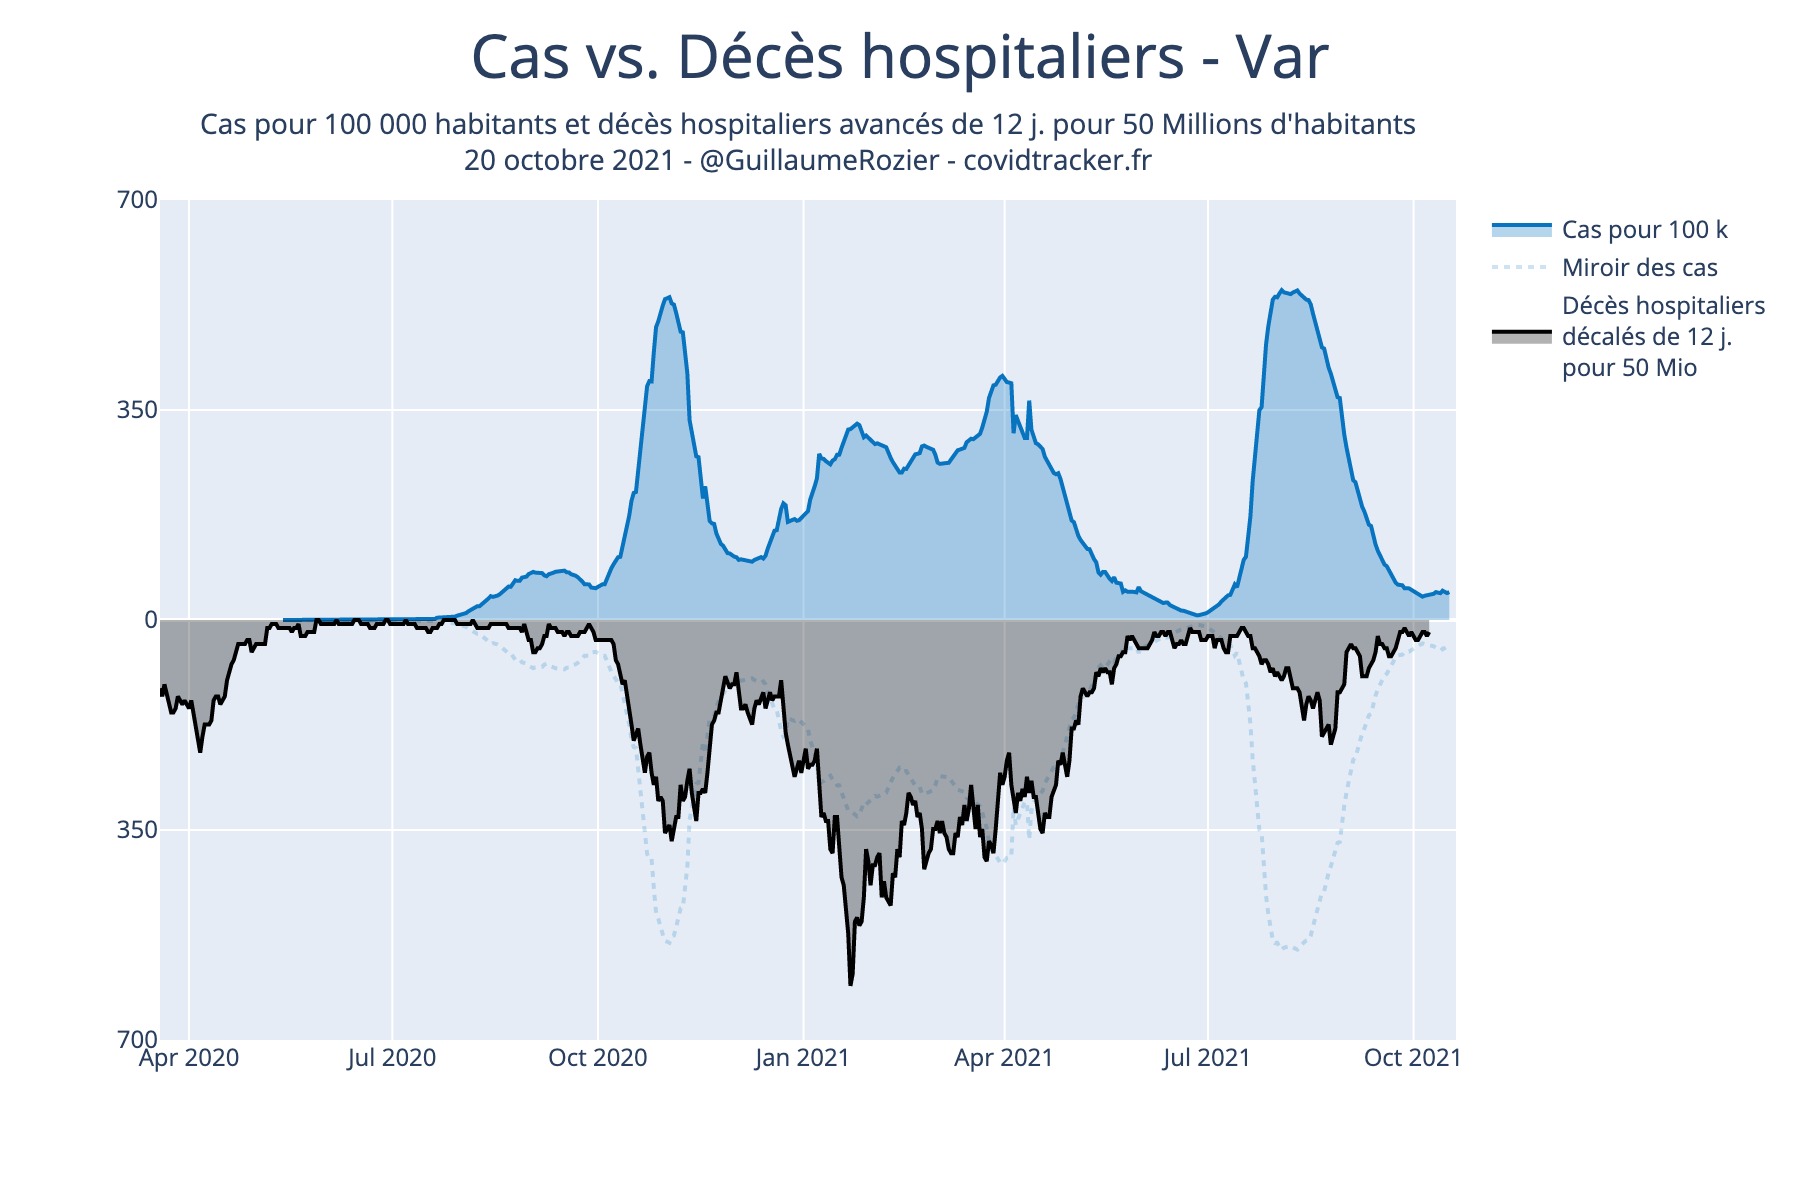 Cas vs. Décès hospitaliers - Var
Cas pour 100 000 habitants et décès hospitaliers avancés de 12 j. pour 50 Millions d'habitants
20 octobre 2021 - @GuillaumeRozier - covidtracker.fr
700
350
0
350
700
Apr 2020
Jul 2020
Oct 2020
Jan 2021
Apr 2021
Jul 2021
Oct 2021
Cas pour 100 k
Miroir des cas
Décès hospitaliers
décalés de 12 j.
pour 50 Mio